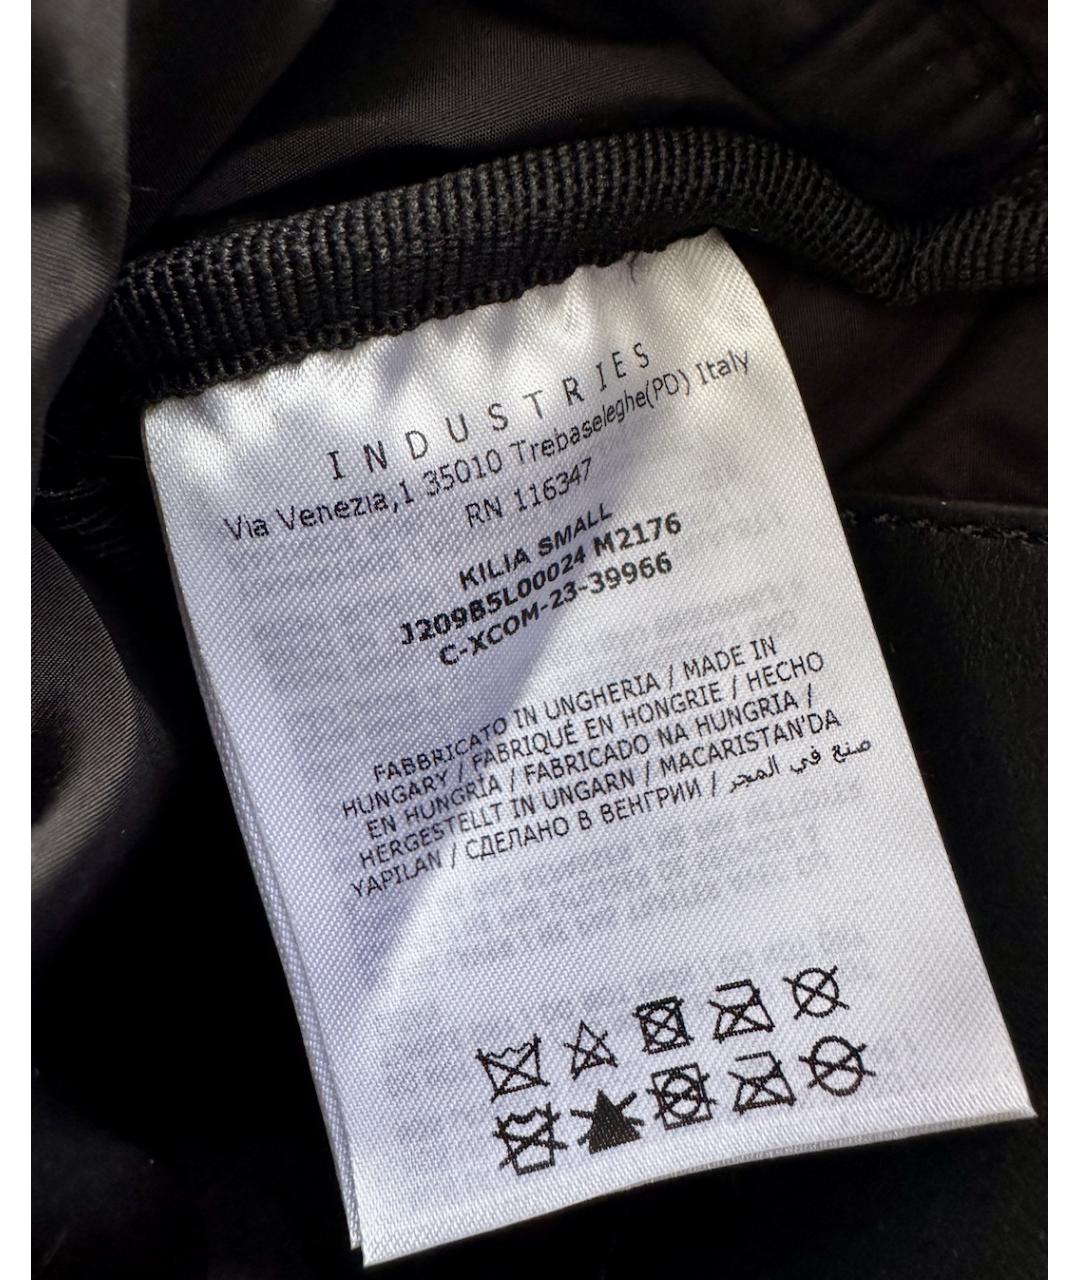 INDUSTRIES
Via Venezia,1 35010 Trebaseleghe(PD) Italy
RN 116347
KILIA SMALL
J209B5L00024 M2176
C-XCOM-23-39966
FABBRICATO IN UNGHERIA / MADE IN
HUNGARY / FABRIQUÉ EN HONGRIE / HECHO
EN HUNGRÍA / FABRICADO NA HUNGRIA /
HERGESTELLT IN UNGARN / MACARISTAN'DA
YAPILAN / СДЕЛАНО В ВЕНГРИИ / صنع في المجر